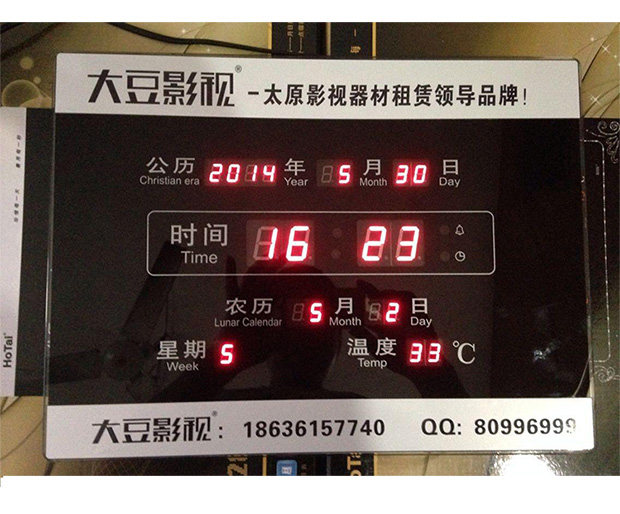 大豆影视® －太原影视器材租赁领导品牌！
公历 2014 年 5 月 30 日
Christian era Year Month Day
时间 16 23
Time
农历 5 月 2 日
Lunar Calendar Month Day
星期 5 温度 33 ℃
Week Temp
大豆影视®：18636157740 QQ: 80996999
HoTai